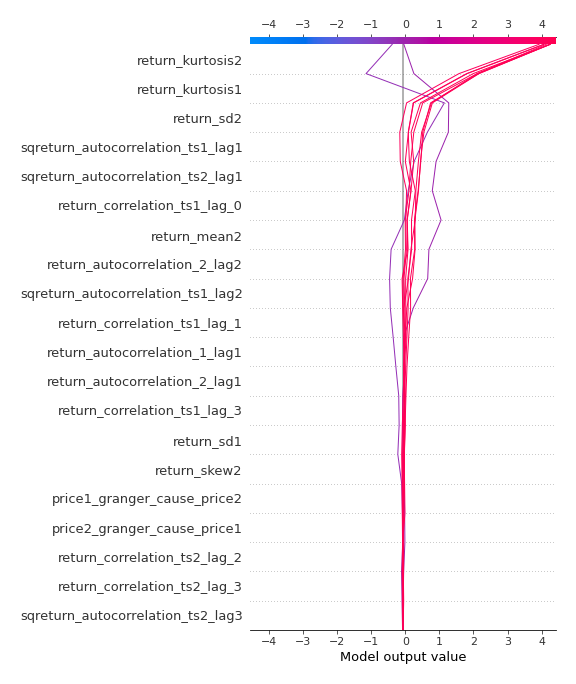 −4 −3 −2 −1 0 1 2 3 4
return_kurtosis2
return_kurtosis1
return_sd2
sqreturn_autocorrelation_ts1_lag1
sqreturn_autocorrelation_ts2_lag1
return_correlation_ts1_lag_0
return_mean2
return_autocorrelation_2_lag2
sqreturn_autocorrelation_ts1_lag2
return_correlation_ts1_lag_1
return_autocorrelation_1_lag1
return_autocorrelation_2_lag1
return_correlation_ts1_lag_3
return_sd1
return_skew2
price1_granger_cause_price2
price2_granger_cause_price1
return_correlation_ts2_lag_2
return_correlation_ts2_lag_3
sqreturn_autocorrelation_ts2_lag3
−4 −3 −2 −1 0 1 2 3 4
Model output value